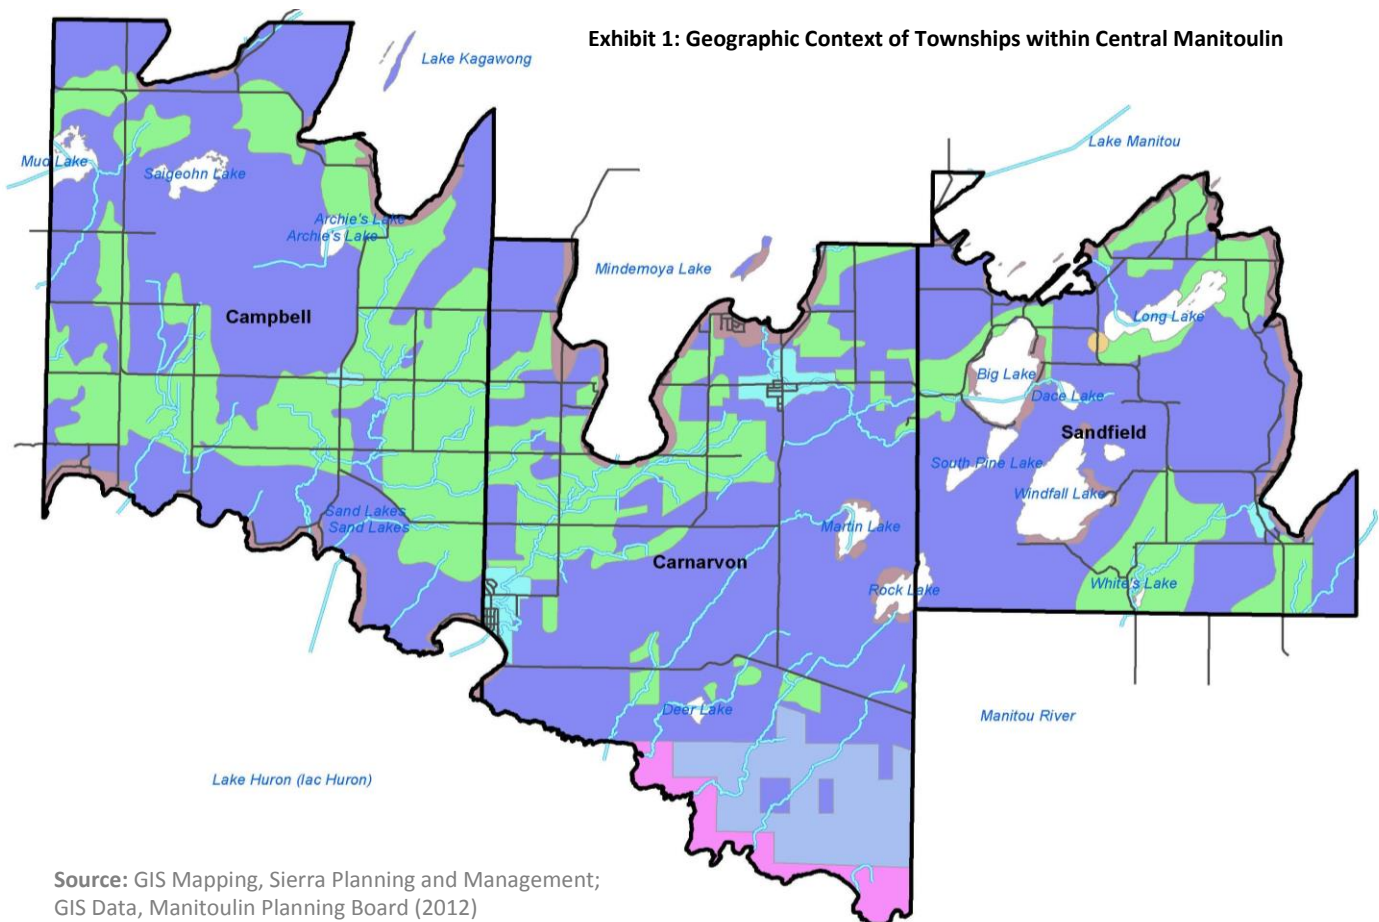 Exhibit 1: Geographic Context of Townships within Central Manitoulin
Lake Kagawong
Lake Manitou
Mud Lake
Saigeohn Lake
Archie's Lake
Archie's Lake
Mindemoya Lake
Campbell
Long Lake
Big Lake
Dace Lake
Sandfield
South Pine Lake
Windfall Lake
Sand Lakes
Sand Lakes
Martin Lake
Carnarvon
Rock Lake
White's Lake
Deer Lake
Manitou River
Lake Huron (lac Huron)
Source: GIS Mapping, Sierra Planning and Management;
GIS Data, Manitoulin Planning Board (2012)